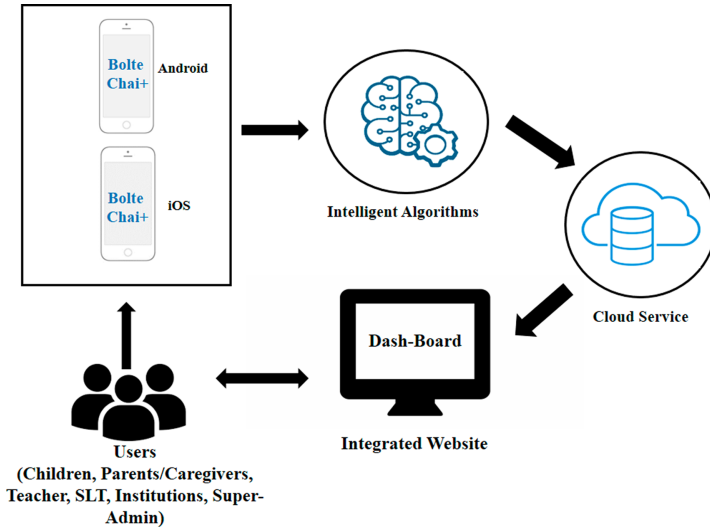 Bolte
Chai+
Android
Bolte
Chai+
iOS
Intelligent Algorithms
Cloud Service
Dash-Board
Integrated Website
Users
(Children, Parents/Caregivers,
Teacher, SLT, Institutions, Super-
Admin)